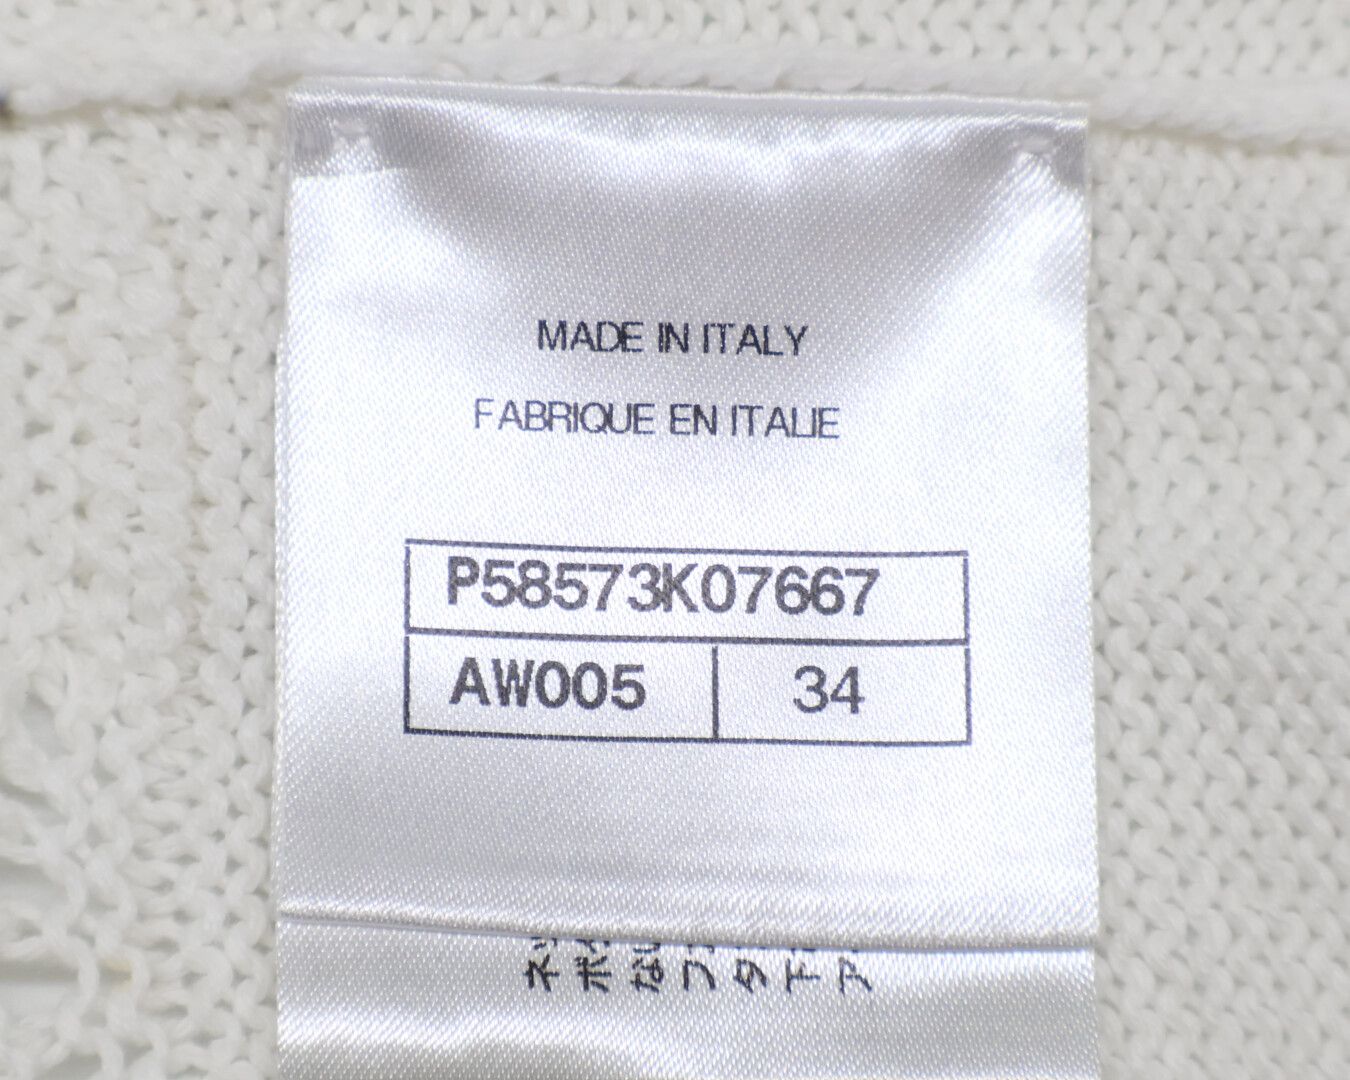 MADE IN ITALY
FABRIQUE EN ITALIE
P58573K07667
AW005 34